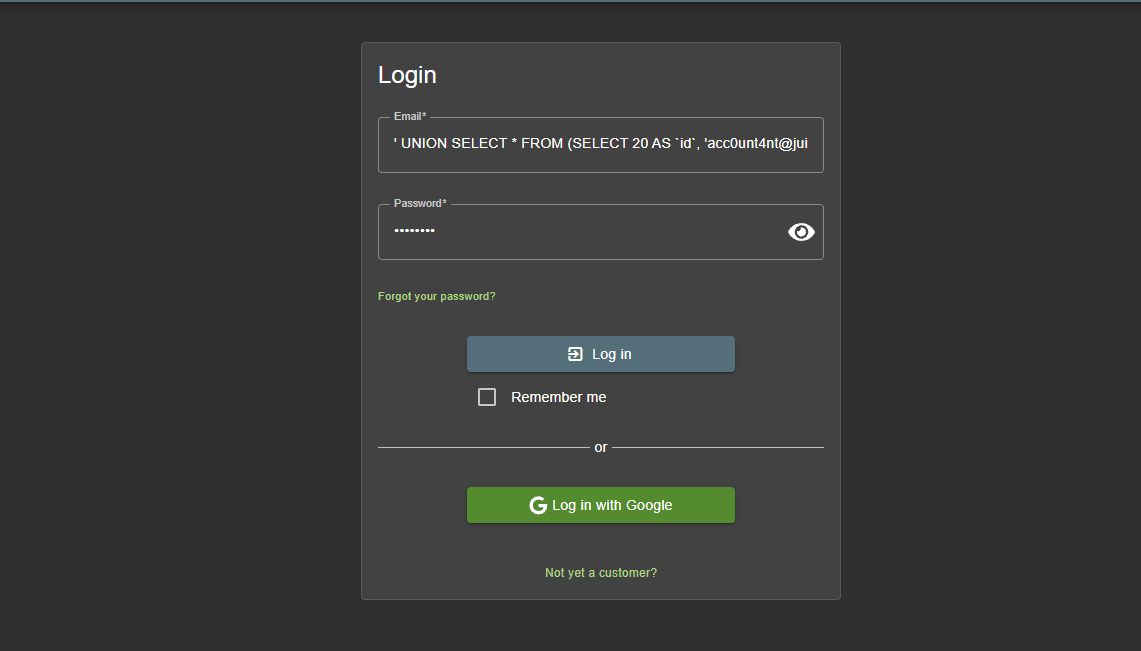 Login
Email*
' UNION SELECT * FROM (SELECT 20 AS `id`, 'acc0unt4nt@jui
Password*
••••••••
Forgot your password?
Log in
Remember me
or
Log in with Google
Not yet a customer?